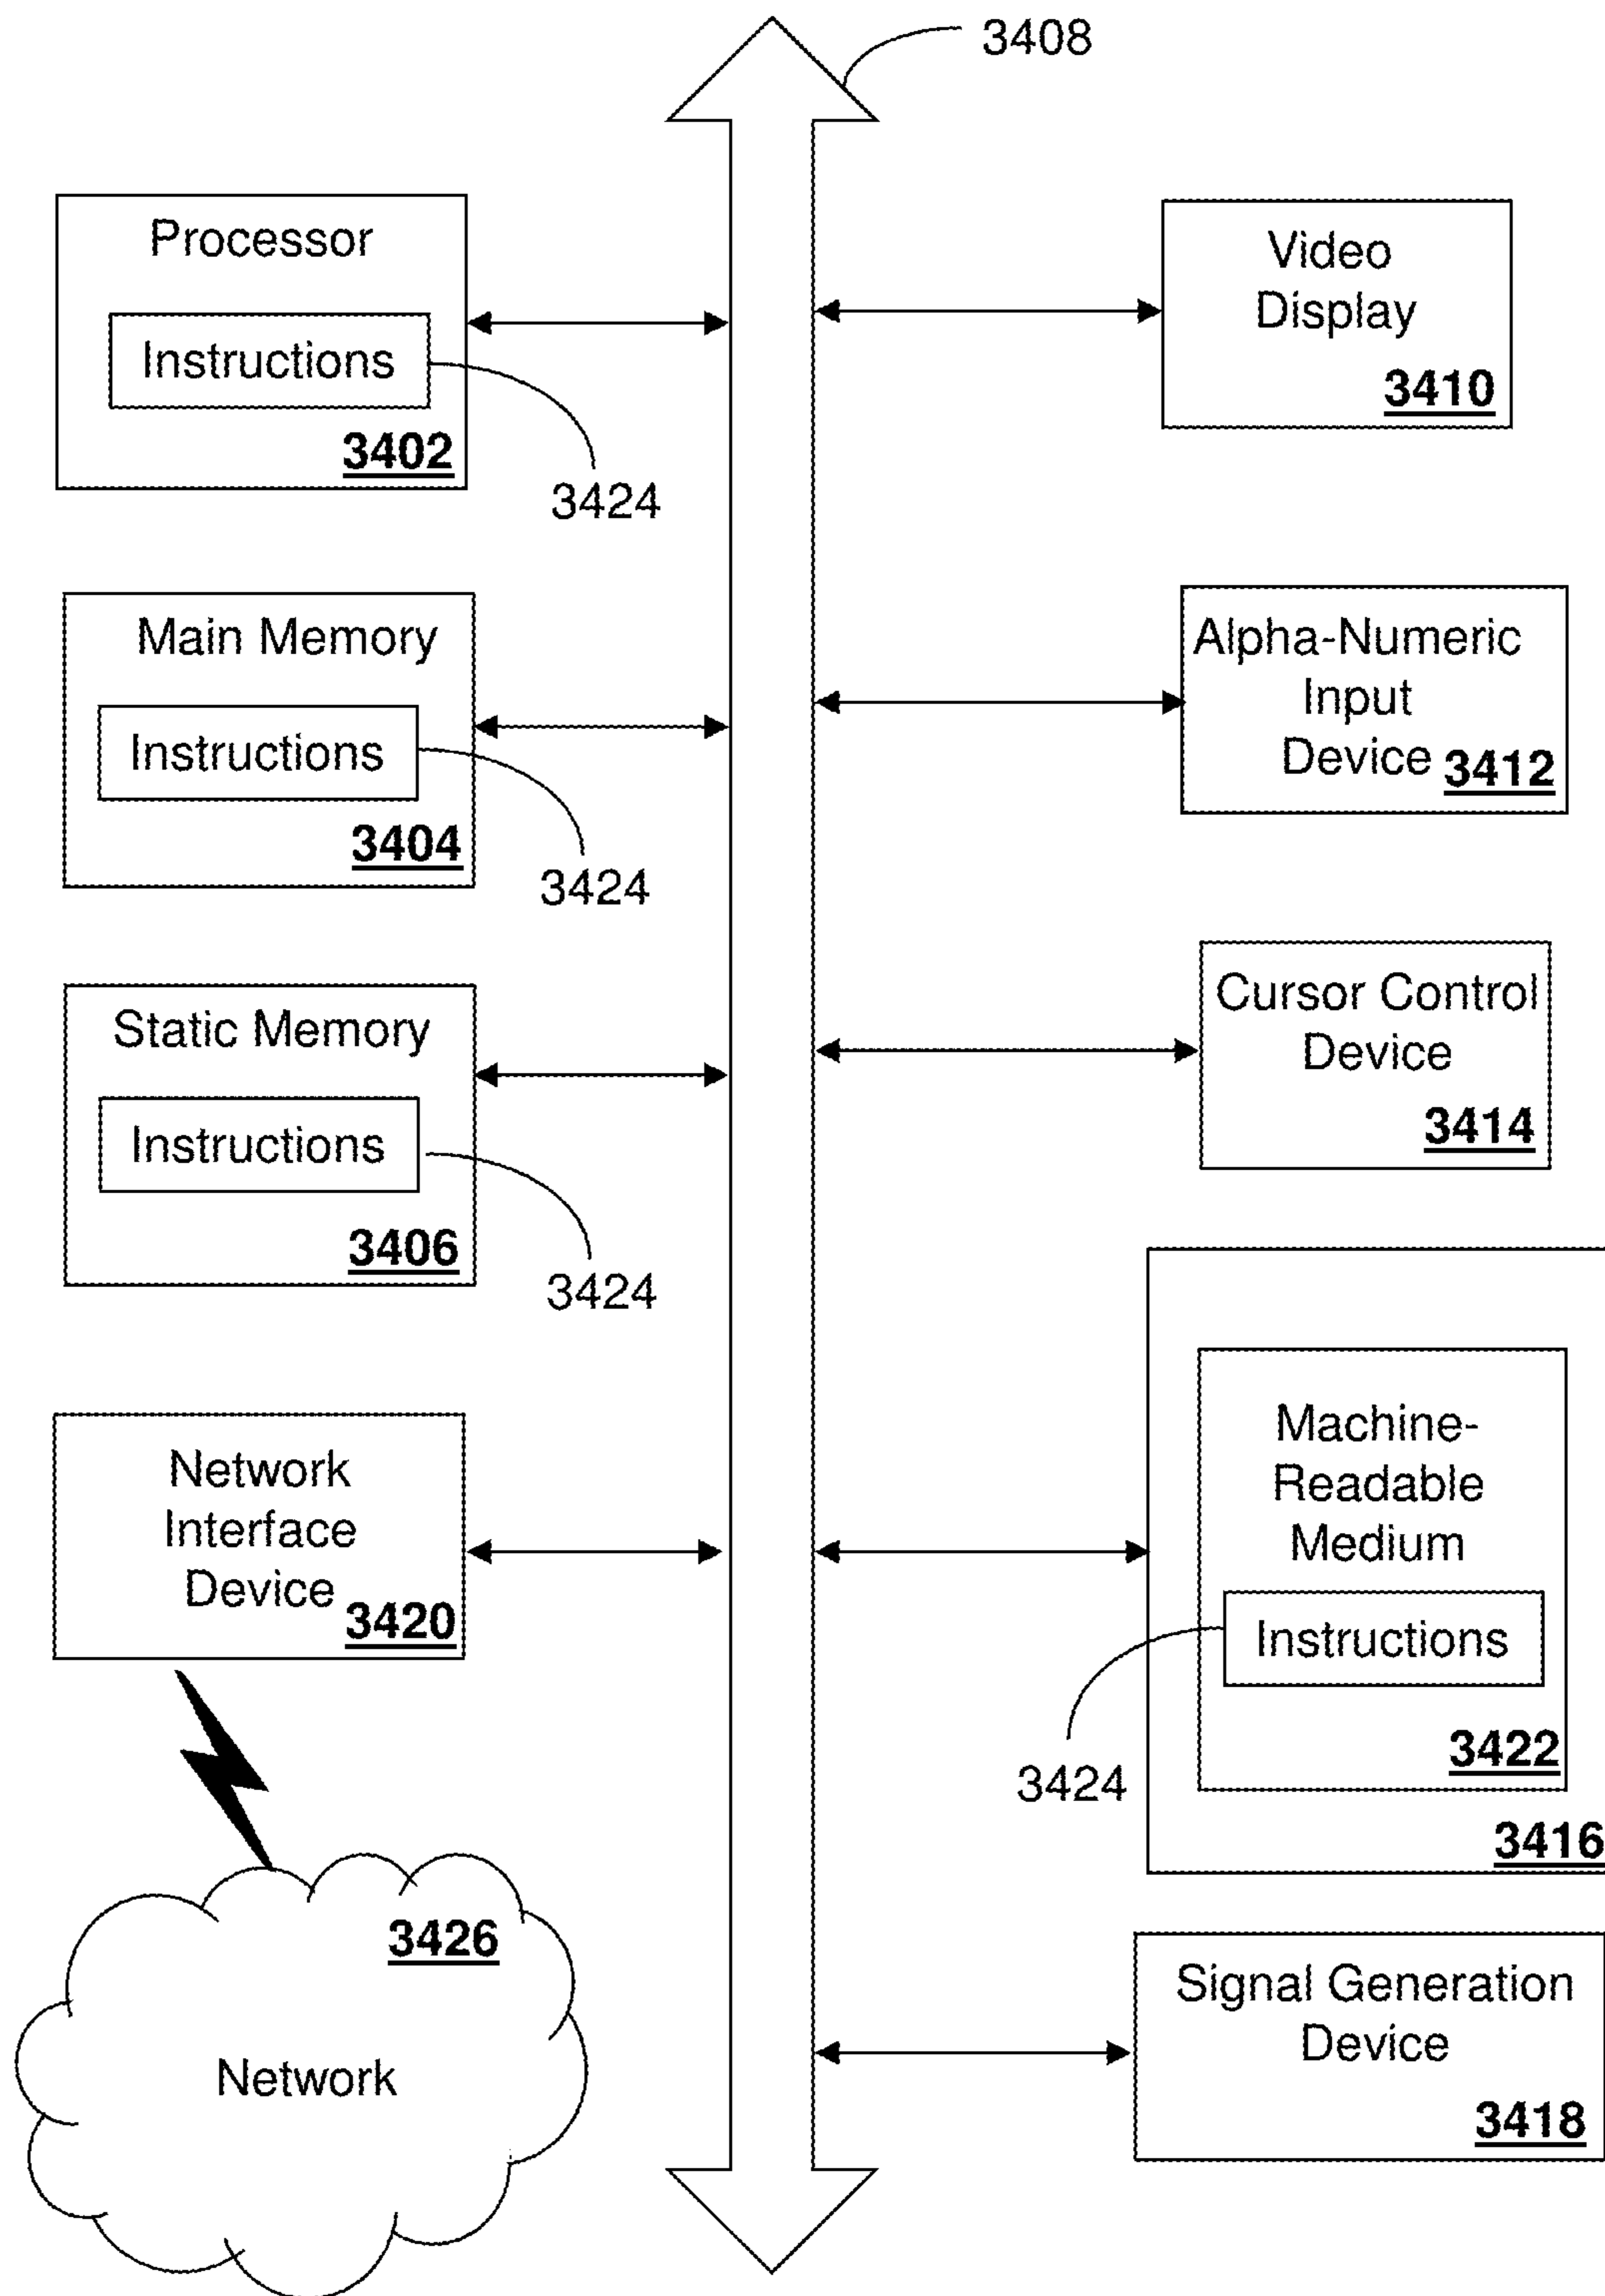 3408
Processor
Instructions
3402
3424
Main Memory
Instructions
3404
3424
Static Memory
Instructions
3406
3424
Network
Interface
Device
3420
3426
Network
Video
Display
3410
Alpha-Numeric
Input
Device 3412
Cursor Control
Device
3414
Machine-
Readable
Medium
Instructions
3422
3424
3416
Signal Generation
Device
3418